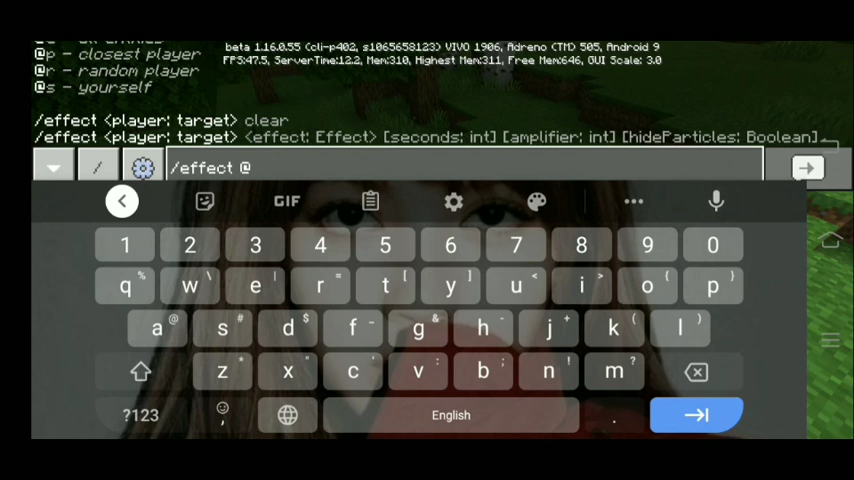 @p - closest player
@r - random player
@s - yourself
beta 1.16.0.55 (cli-p402, s1065658123) VIVO 1906, Adreno (TM) 505, Android 9
FPS:47.5, ServerTime:12.2, Mem:310, Highest Mem:311, Free Mem:646, GUI Scale: 3.0
/effect <player: target> clear
/effect <player: target> <effect: Effect> [seconds: int] [amplifier: int] [hideParticles: Boolean]
/ /effect @
GIF
1 2 3 4 5 6 7 8 9 0
q % w \ e | r = t [ y ] u < i > o { p }
a @ s # d $ f _ g & h - j + k ( l )
z * x " c ' v : b ; n ! m ?
?123 , English .